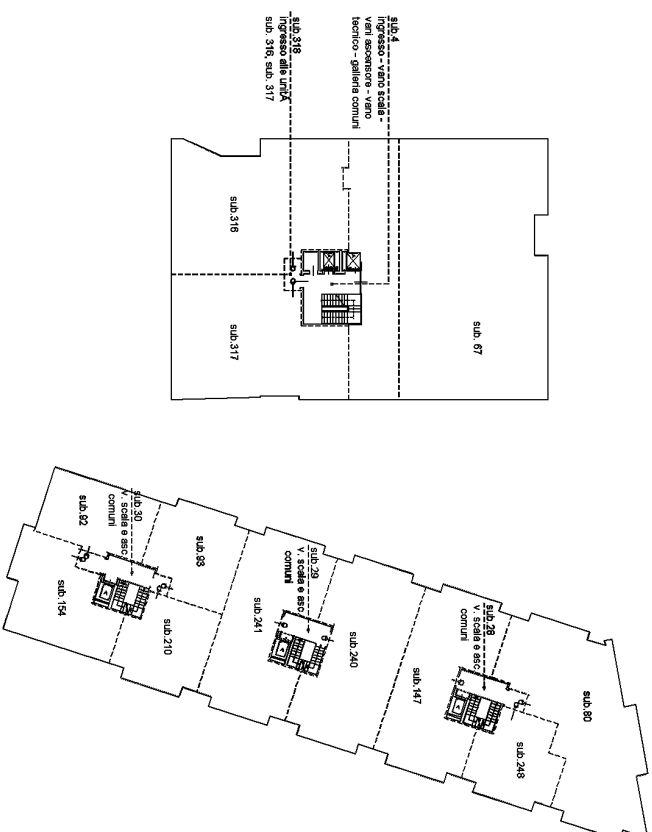 sub.4
ingresso - vano scala -
vani ascensore - vano
tecnico - galleria comuni
sub.318
ingresso alle unitÀ
sub. 316, sub. 317
sub.316
sub.317
sub. 67
sub.30
v. scala e asc.
comuni
sub.92
sub.93
sub.154
sub.210
sub.29
v. scala e asc.
comuni
sub.241
sub.240
sub.28
v. scala e asc.
comuni
sub.147
sub.80
sub.248